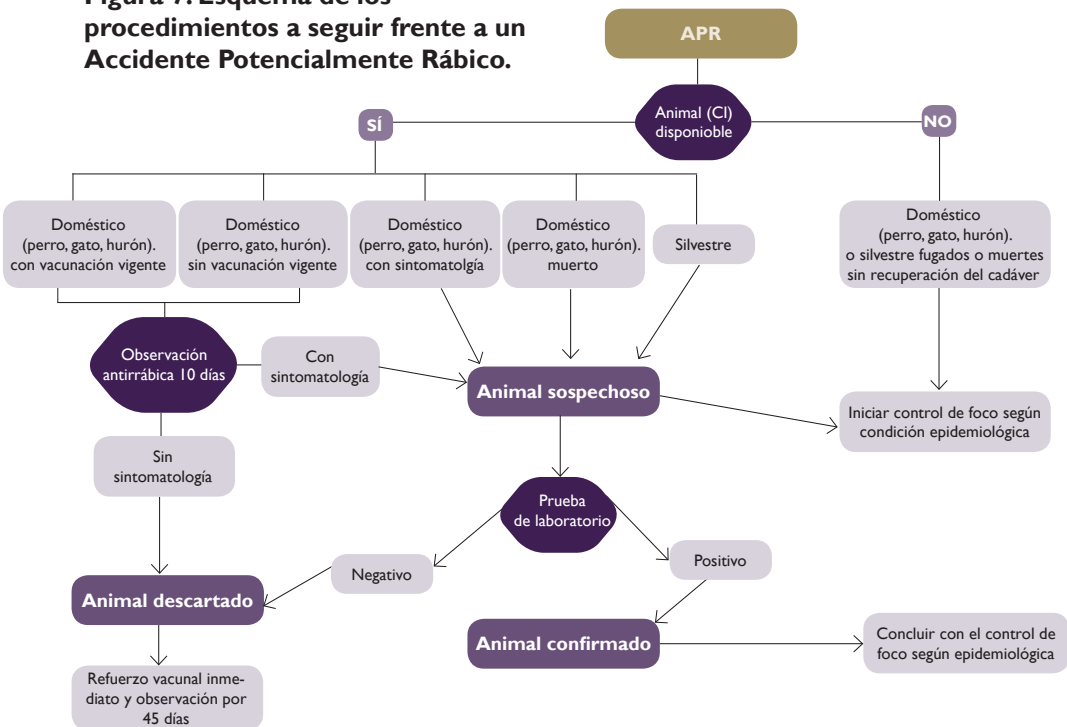 Figura 7. Esquema de los
procedimientos a seguir frente a un
Accidente Potencialmente Rábico.
APR
Animal (CI)
disponioble
SÍ
NO
Doméstico
(perro, gato, hurón).
con vacunación vigente
Doméstico
(perro, gato, hurón).
sin vacunación vigente
Doméstico
(perro, gato, hurón).
con sintomatolgía
Doméstico
(perro, gato, hurón).
muerto
Silvestre
Doméstico
(perro, gato, hurón).
o silvestre fugados o muertes
sin recuperación del cadáver
Observación
antirrábica 10 días
Con
sintomatología
Animal sospechoso
Iniciar control de foco según
condición epidemiológica
Sin
sintomatología
Prueba
de laboratorio
Negativo
Positivo
Animal descartado
Animal confirmado
Concluir con el control de
foco según epidemiológica
Refuerzo vacunal inme-
diato y observación por
45 días